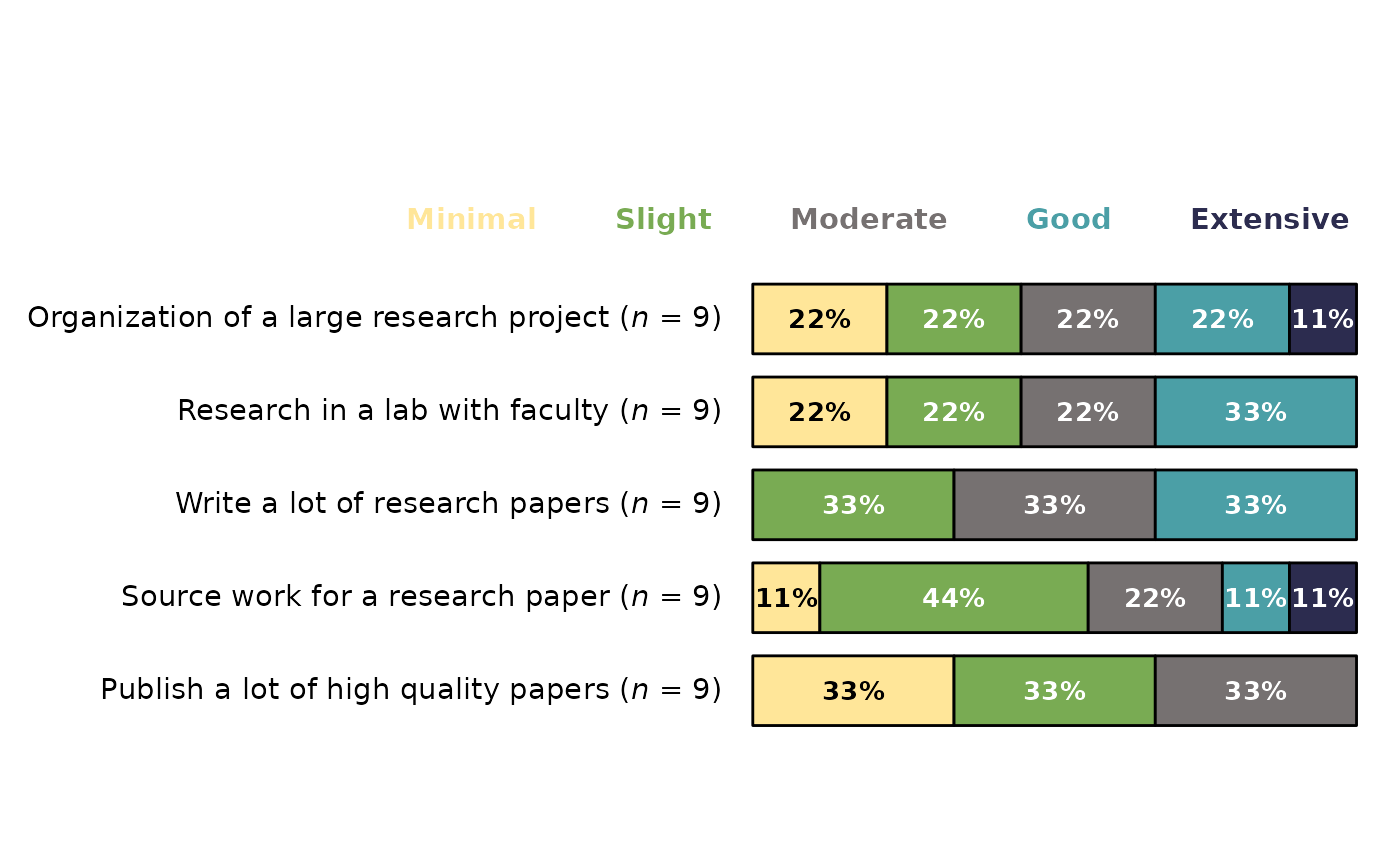 Minimal Slight Moderate Good Extensive
Organization of a large research project (n = 9) 22% 22% 22% 22% 11%
Research in a lab with faculty (n = 9) 22% 22% 22% 33%
Write a lot of research papers (n = 9) 33% 33% 33%
Source work for a research paper (n = 9) 11% 44% 22% 11% 11%
Publish a lot of high quality papers (n = 9) 33% 33% 33%